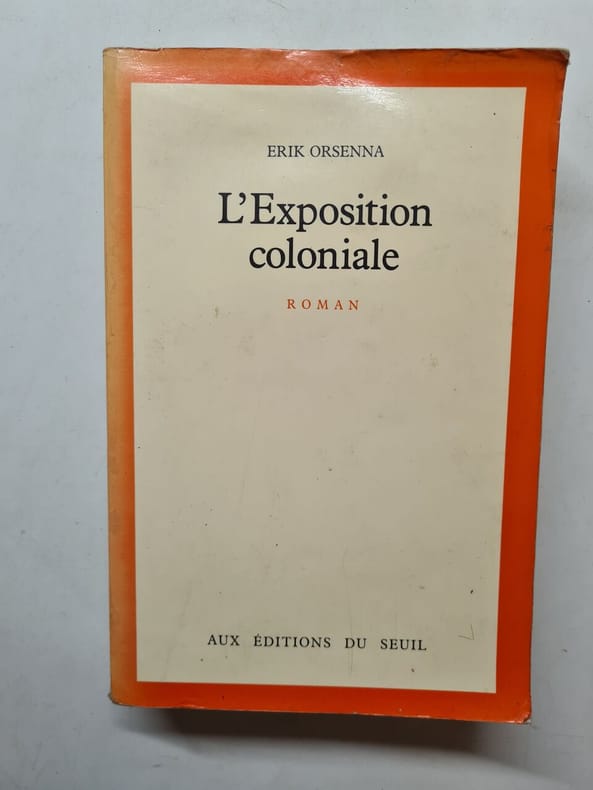 ERIK ORSENNA
L'Exposition
coloniale
ROMAN
AUX ÉDITIONS DU SEUIL